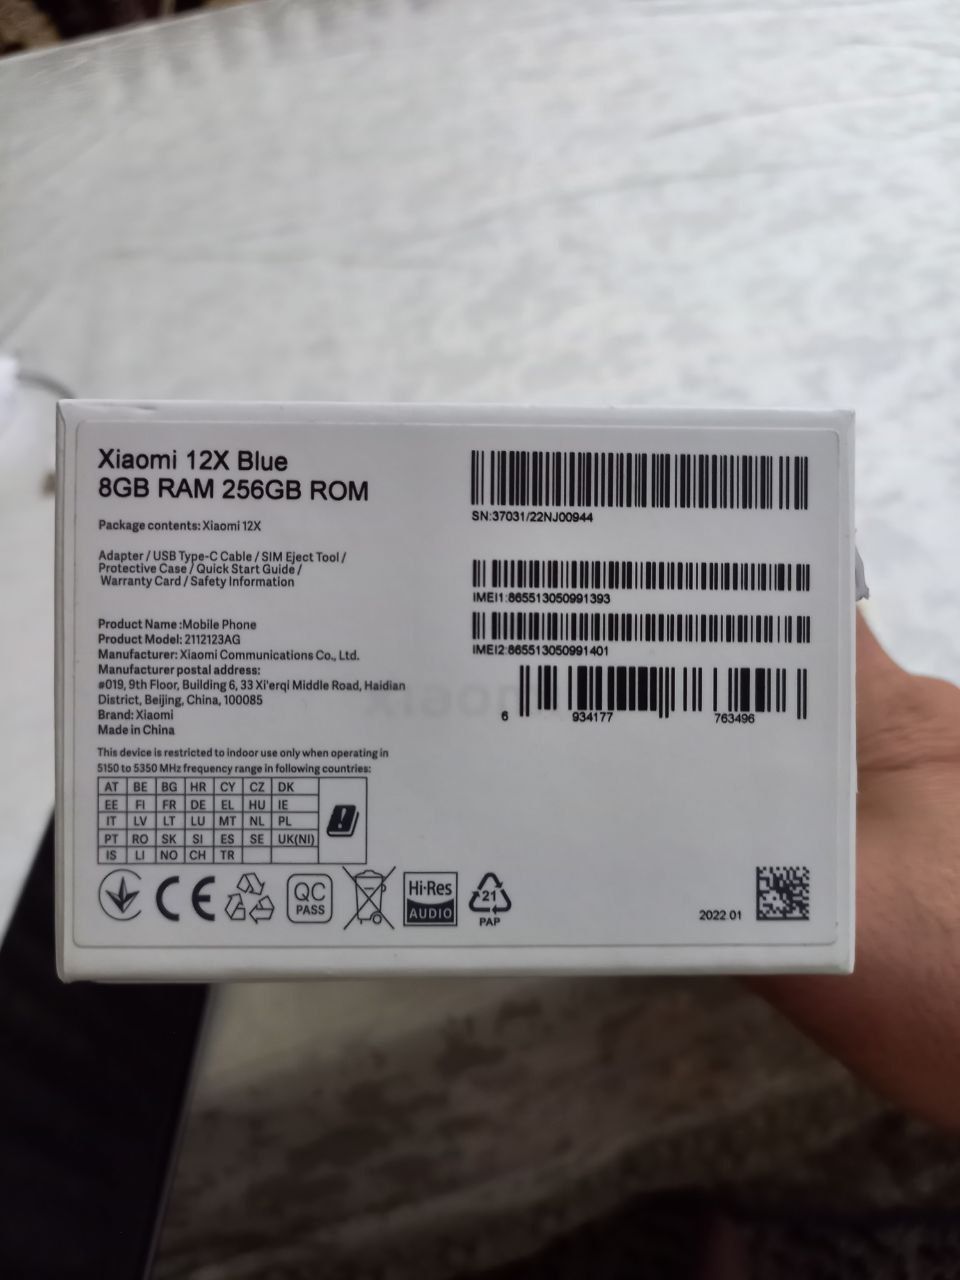 Xiaomi 12X Blue
8GB RAM 256GB ROM
Package contents: Xiaomi 12X
Adapter / USB Type-C Cable / SIM Eject Tool /
Protective Case / Quick Start Guide /
Warranty Card / Safety Information
Product Name :Mobile Phone
Product Model: 2112123AG
Manufacturer: Xiaomi Communications Co., Ltd.
Manufacturer postal address:
#019, 9th Floor, Building 6, 33 Xi'erqi Middle Road, Haidian
District, Beijing, China, 100085
Brand: Xiaomi
Made in China
This device is restricted to indoor use only when operating in
5150 to 5350 MHz frequency range in following countries:
AT BE BG HR CY CZ DK
EE FI FR DE EL HU IE
IT LV LT LU MT NL PL
PT RO SK SI ES SE UK(NI)
IS LI NO CH TR
CE
QC
PASS
Hi-Res
AUDIO
21
PAP
SN:37031/22NJ00944
IMEI1:865513050991393
IMEI2:865513050991401
6 934177 763496
2022 01